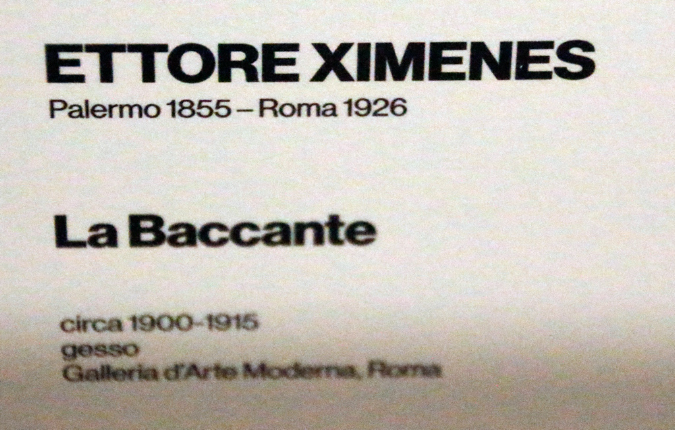 ETTORE XIMENES
Palermo 1855 – Roma 1926
La Baccante
circa 1900-1915
gesso
Galleria d'Arte Moderna, Roma